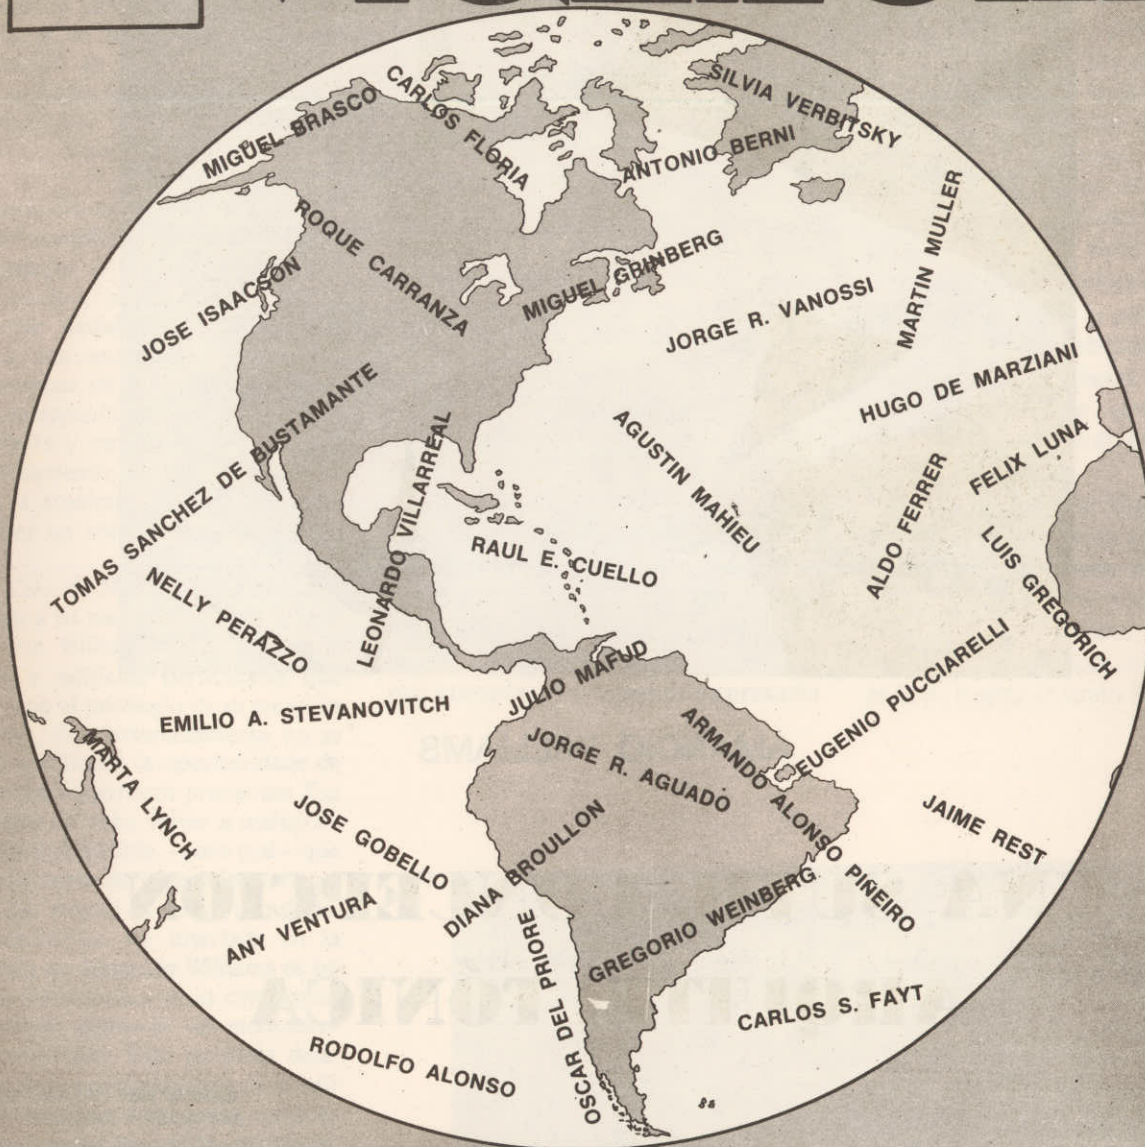 SILVIA VERBITSKY
CARLOS FLORIA
MIGUEL BRASCO
ANTONIO BERNI
MARTIN MULLER
ROQUE CARRANZA
MIGUEL GRINBERG
JOSE ISAACSON
JORGE R. VANOSSI
HUGO DE MARZIANI
TOMAS SANCHEZ DE BUSTAMANTE
LEONARDO VILLARREAL
AGUSTIN MAHIEU
FELIX LUNA
ALDO FERRER
RAUL E. CUELLO
LUIS GREGORICH
NELLY PERAZZO
JULIO MAFUD
EUGENIO PUCCIARELLI
EMILIO A. STEVANOVITCH
ARMANDO ALONSO PIÑEIRO
MARTA LYNCH
JORGE R. AGUADO
JOSE GOBELLO
JAIME REST
DIANA BROULLON
ANY VENTURA
GREGORIO WEINBERG
OSCAR DEL PRIORE
CARLOS S. FAYT
RODOLFO ALONSO